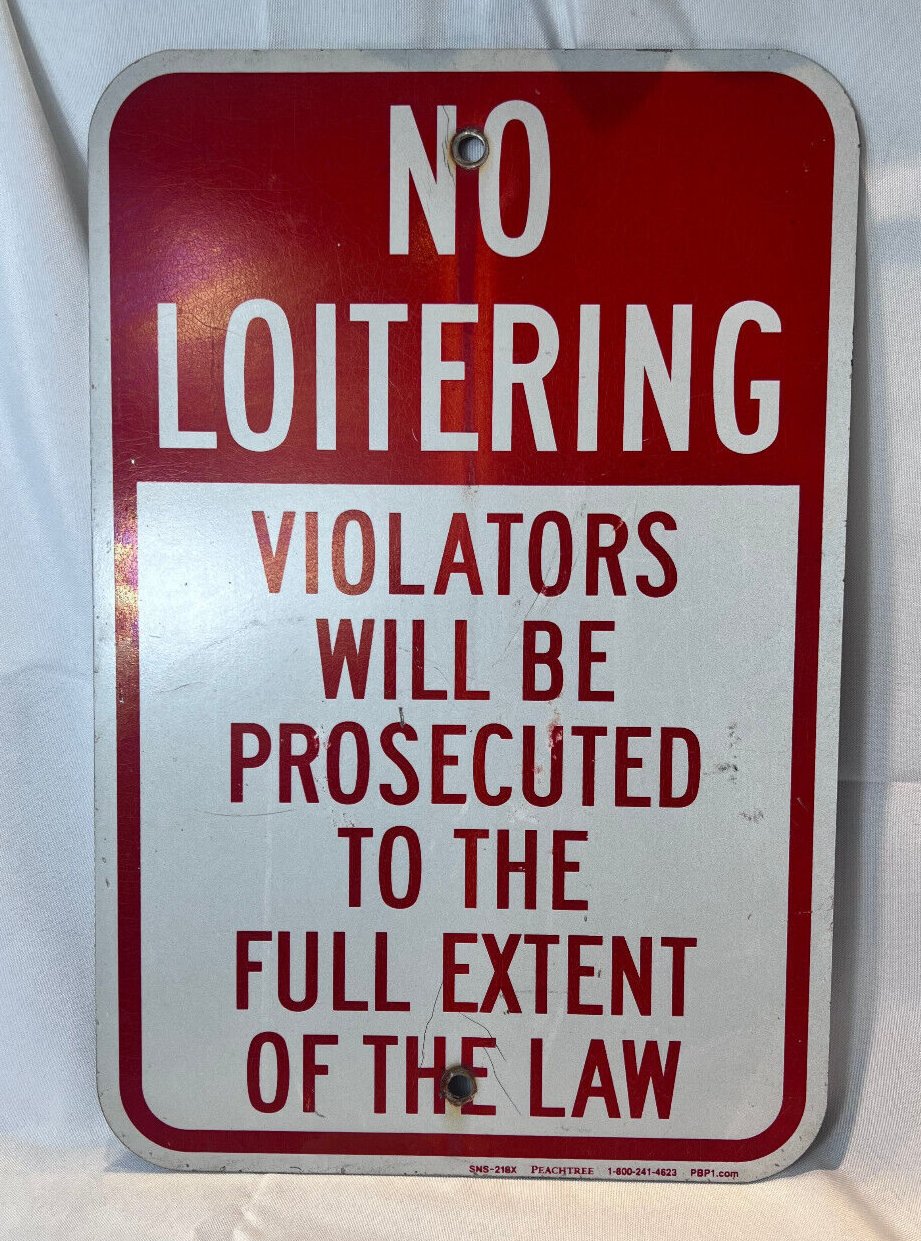 NO
LOITERING
VIOLATORS
WILL BE
PROSECUTED
TO THE
FULL EXTENT
OF THE LAW
SNS-218X PEACHTREE 1-800-241-4623 PBP1.com